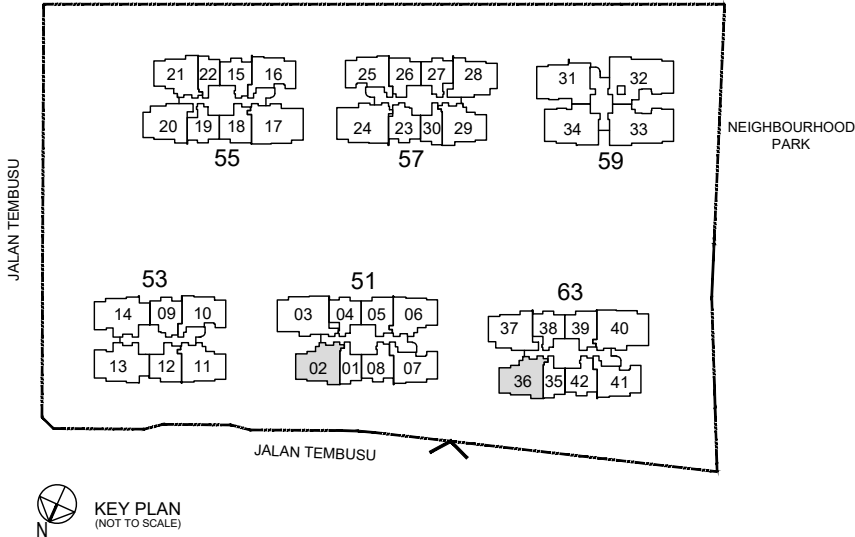 21 22 15 16
20 19 18 17
55
25 26 27 28
24 23 30 29
57
31 32
34 33
59
NEIGHBOURHOOD
PARK
JALAN TEMBUSU
53
14 09 10
13 12 11
51
03 04 05 06
02 01 08 07
63
37 38 39 40
36 35 42 41
JALAN TEMBUSU
N
KEY PLAN
(NOT TO SCALE)